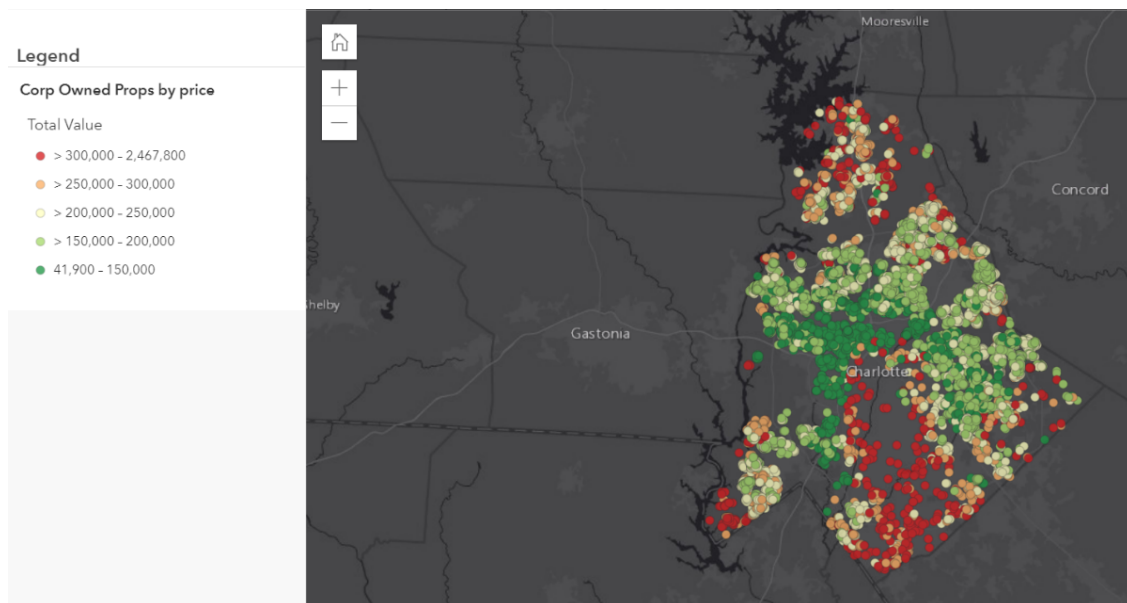 Legend
Corp Owned Props by price
Total Value
> 300,000 - 2,467,800
> 250,000 - 300,000
> 200,000 - 250,000
> 150,000 - 200,000
41,900 - 150,000
Mooresville
Concord
Shelby
Gastonia
Charlotte